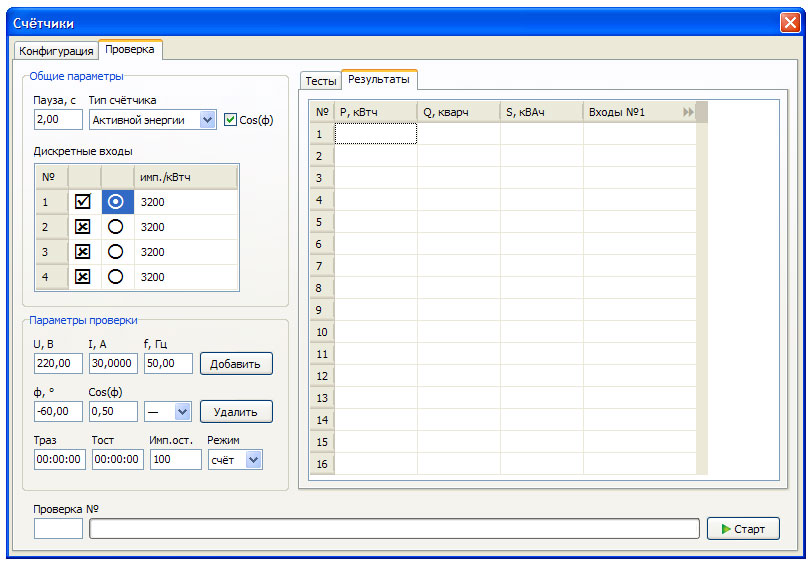 Счётчики
Конфигурация Проверка
Общие параметры
Пауза, с Тип счётчика
2,00 Активной энергии Cos(ф)
Дискретные входы
№ имп./кВтч
1 3200
2 3200
3 3200
4 3200
Параметры проверки
U, В I, А f, Гц
220,00 30,0000 50,00 Добавить
ф, ° Cos(ф)
-60,00 0,50 — Удалить
Tраз Tост Имп.ост. Режим
00:00:00 00:00:00 100 счёт
Тесты Результаты
№ P, кВтч Q, кварч S, кВАч Входы №1
1
2
3
4
5
6
7
8
9
10
11
12
13
14
15
16
Проверка №
Старт